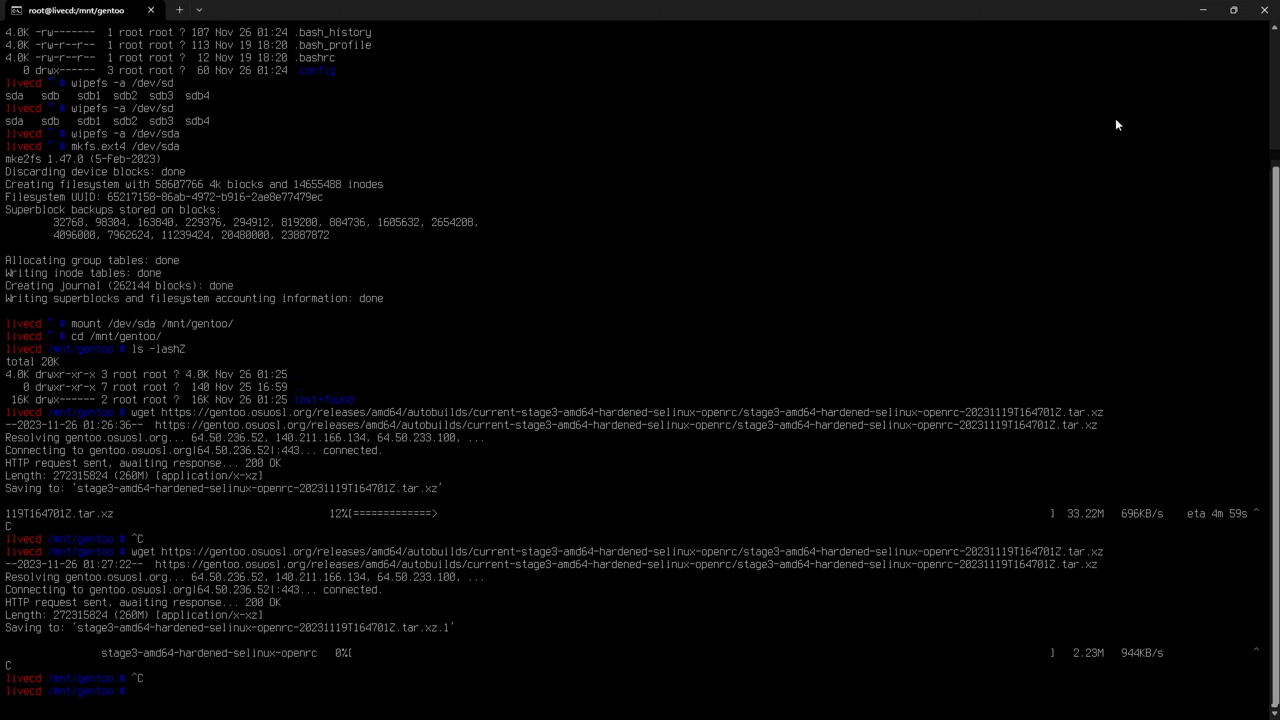 root@livecd:/mnt/gentoo
4.0K -rw------- 1 root root ? 107 Nov 26 01:24 .bash_history
4.0K -rw-r--r-- 1 root root ? 113 Nov 19 18:20 .bash_profile
4.0K -rw-r--r-- 1 root root ? 12 Nov 19 18:20 .bashrc
0 drwx------ 3 root root ? 60 Nov 26 01:24 .config
livecd ~ # wipefs -a /dev/sd
sda sdb sdb1 sdb2 sdb3 sdb4
livecd ~ # wipefs -a /dev/sd
sda sdb sdb1 sdb2 sdb3 sdb4
livecd ~ # wipefs -a /dev/sda
livecd ~ # mkfs.ext4 /dev/sda
mke2fs 1.47.0 (5-Feb-2023)
Discarding device blocks: done
Creating filesystem with 58607766 4k blocks and 14655488 inodes
Filesystem UUID: 65217158-86ab-4972-b916-2ae8e77479ec
Superblock backups stored on blocks:
32768, 98304, 163840, 229376, 294912, 819200, 884736, 1605632, 2654208,
4096000, 7962624, 11239424, 20480000, 23887872
Allocating group tables: done
Writing inode tables: done
Creating journal (262144 blocks): done
Writing superblocks and filesystem accounting information: done
livecd ~ # mount /dev/sda /mnt/gentoo/
livecd ~ # cd /mnt/gentoo/
livecd /mnt/gentoo # ls -lashZ
total 20K
4.0K drwxr-xr-x 3 root root ? 4.0K Nov 26 01:25 .
0 drwxr-xr-x 7 root root ? 140 Nov 25 16:59 ..
16K drwx------ 2 root root ? 16K Nov 26 01:25 lost+found
livecd /mnt/gentoo # wget https://gentoo.osuosl.org/releases/amd64/autobuilds/current-stage3-amd64-hardened-selinux-openrc/stage3-amd64-hardened-selinux-openrc-20231119T164701Z.tar.xz
--2023-11-26 01:26:36-- https://gentoo.osuosl.org/releases/amd64/autobuilds/current-stage3-amd64-hardened-selinux-openrc/stage3-amd64-hardened-selinux-openrc-20231119T164701Z.tar.xz
Resolving gentoo.osuosl.org... 64.50.236.52, 140.211.166.134, 64.50.233.100, ...
Connecting to gentoo.osuosl.org|64.50.236.52|:443... connected.
HTTP request sent, awaiting response... 200 OK
Length: 272315824 (260M) [application/x-xz]
Saving to: ‘stage3-amd64-hardened-selinux-openrc-20231119T164701Z.tar.xz’
119T164701Z.tar.xz 12%[=============> ] 33.22M 696KB/s eta 4m 59s ^
C
livecd /mnt/gentoo # ^C
livecd /mnt/gentoo # wget https://gentoo.osuosl.org/releases/amd64/autobuilds/current-stage3-amd64-hardened-selinux-openrc/stage3-amd64-hardened-selinux-openrc-20231119T164701Z.tar.xz
--2023-11-26 01:27:22-- https://gentoo.osuosl.org/releases/amd64/autobuilds/current-stage3-amd64-hardened-selinux-openrc/stage3-amd64-hardened-selinux-openrc-20231119T164701Z.tar.xz
Resolving gentoo.osuosl.org... 64.50.236.52, 140.211.166.134, 64.50.233.100, ...
Connecting to gentoo.osuosl.org|64.50.236.52|:443... connected.
HTTP request sent, awaiting response... 200 OK
Length: 272315824 (260M) [application/x-xz]
Saving to: ‘stage3-amd64-hardened-selinux-openrc-20231119T164701Z.tar.xz.1’
stage3-amd64-hardened-selinux-openrc 0%[ ] 2.23M 944KB/s ^
C
livecd /mnt/gentoo # ^C
livecd /mnt/gentoo #